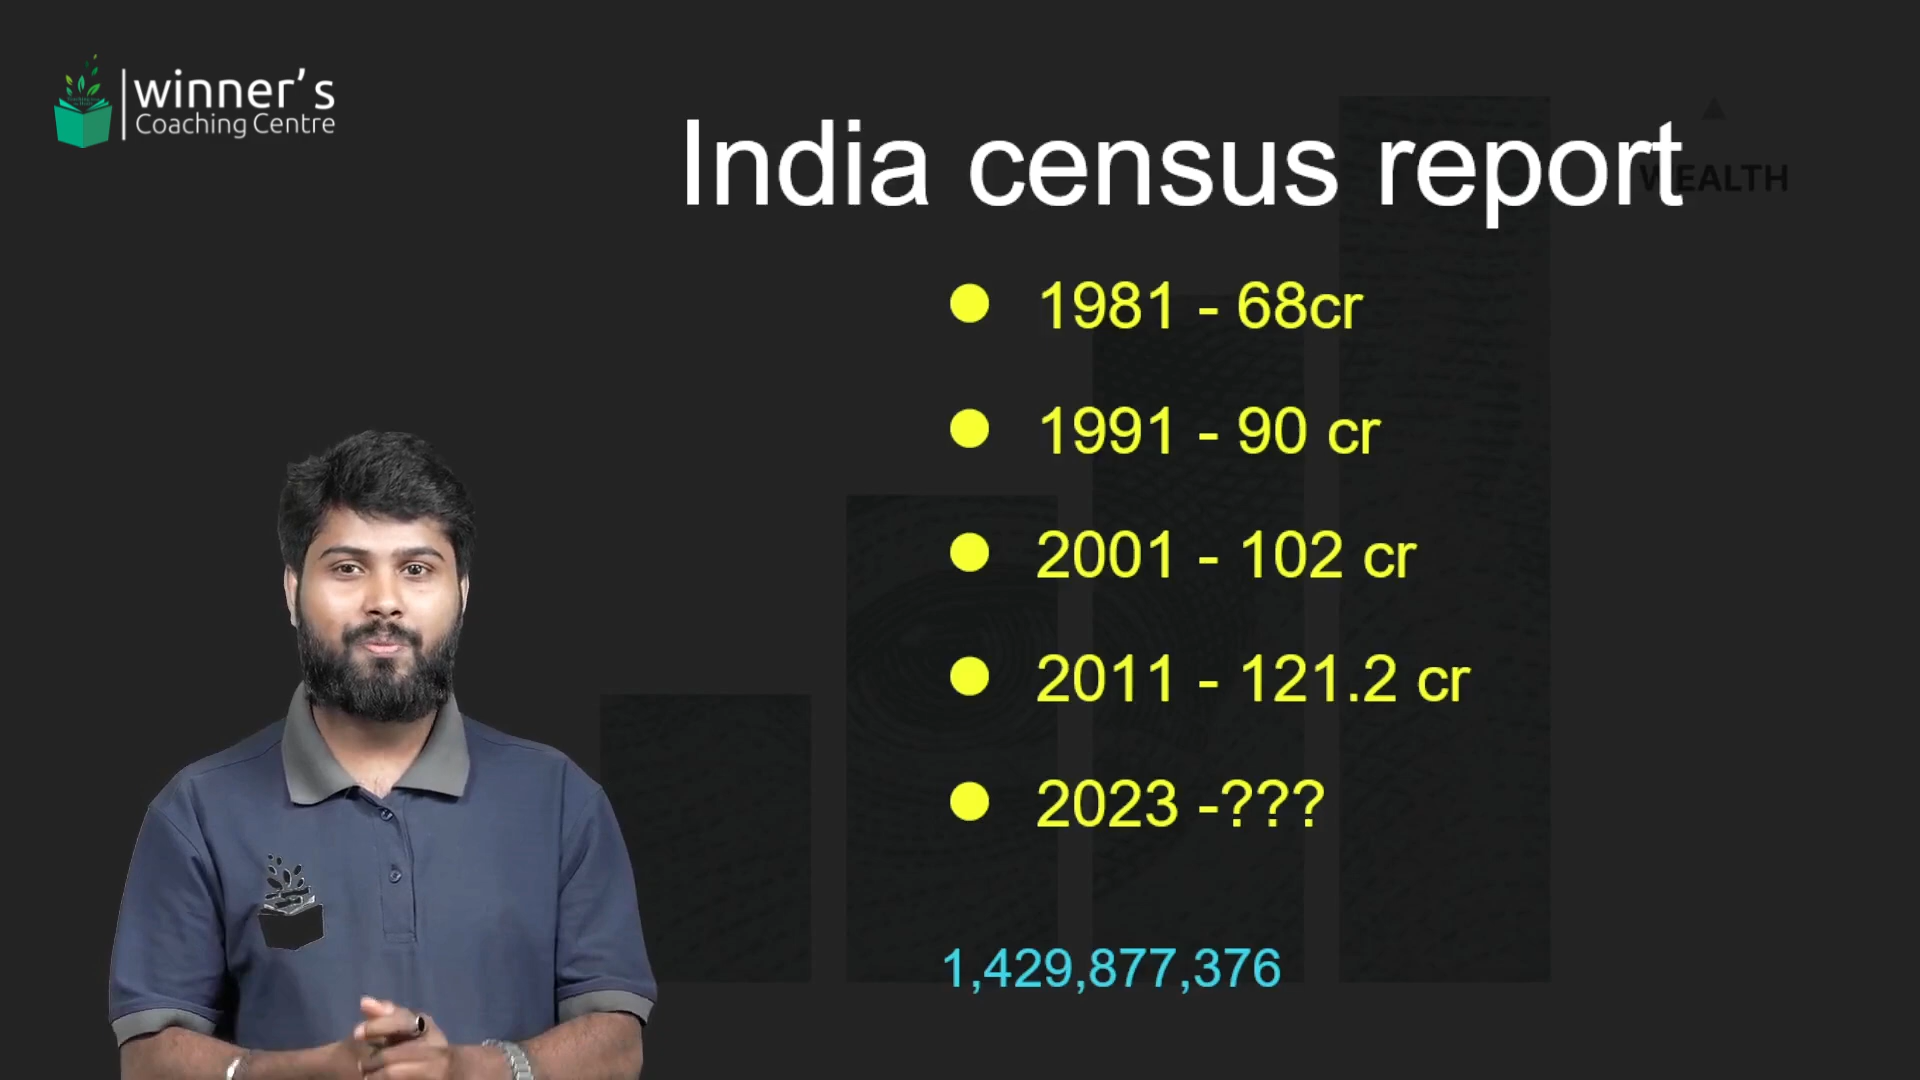 winner's
Coaching Centre
India census report
WEALTH
1981 - 68cr
1991 - 90 cr
2001 - 102 cr
2011 - 121.2 cr
2023 -???
1,429,877,376